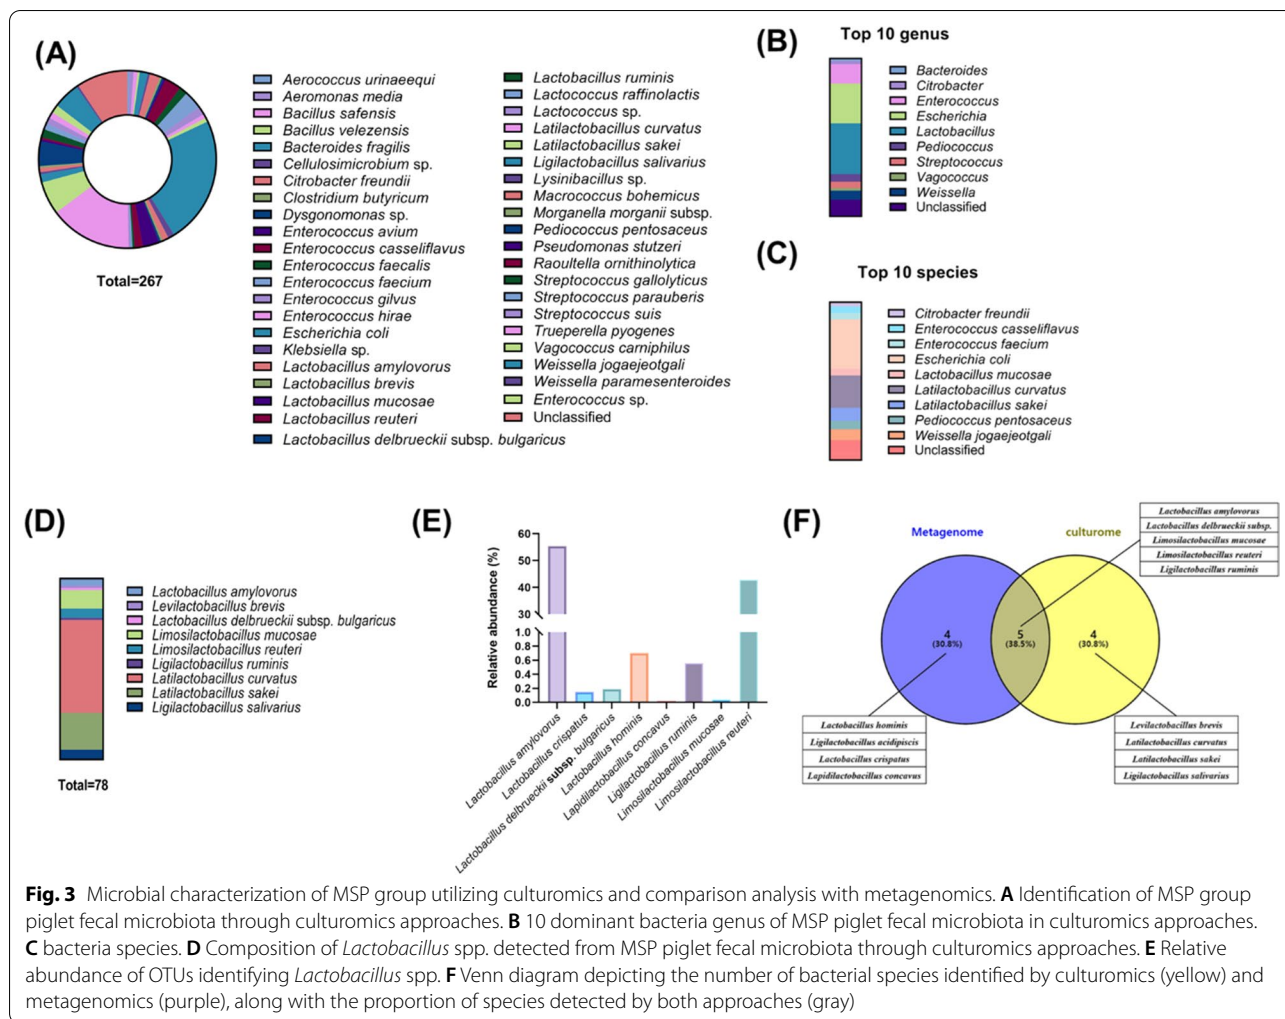 (A)
Aerococcus urinaeequi
Aeromonas media
Bacillus safensis
Bacillus velezensis
Bacteroides fragilis
Cellulosimicrobium sp.
Citrobacter freundii
Clostridium butyricum
Dysgonomonas sp.
Enterococcus avium
Enterococcus casseliflavus
Enterococcus faecalis
Enterococcus faecium
Enterococcus gilvus
Enterococcus hirae
Escherichia coli
Klebsiella sp.
Lactobacillus amylovorus
Lactobacillus brevis
Lactobacillus mucosae
Lactobacillus reuteri
Lactobacillus delbrueckii subsp. bulgaricus
Lactobacillus ruminis
Lactococcus raffinolactis
Lactococcus sp.
Latilactobacillus curvatus
Latilactobacillus sakei
Ligilactobacillus salivarius
Lysinibacillus sp.
Macrococcus bohemicus
Morganella morganii subsp.
Pediococcus pentosaceus
Pseudomonas stutzeri
Raoultella ornithinolytica
Streptococcus gallolyticus
Streptococcus parauberis
Streptococcus suis
Trueperella pyogenes
Vagococcus carniphilus
Weissella jogaejeotgali
Weissella paramesenteroides
Enterococcus sp.
Unclassified
Total=267
(B)
Top 10 genus
Bacteroides
Citrobacter
Enterococcus
Escherichia
Lactobacillus
Pediococcus
Streptococcus
Vagococcus
Weissella
Unclassified
(C)
Top 10 species
Citrobacter freundii
Enterococcus casseliflavus
Enterococcus faecium
Escherichia coli
Lactobacillus mucosae
Latilactobacillus curvatus
Latilactobacillus sakei
Pediococcus pentosaceus
Weissella jogaejeotgali
Unclassified
(D)
Lactobacillus amylovorus
Levilactobacillus brevis
Lactobacillus delbrueckii subsp. bulgaricus
Limosilactobacillus mucosae
Limosilactobacillus reuteri
Ligilactobacillus ruminis
Latilactobacillus curvatus
Latilactobacillus sakei
Ligilactobacillus salivarius
Total=78
(E)
Relative abundance (%)
60
50
40
30
1.0
0.8
0.6
0.4
0.2
0.0
Lactobacillus amylovorus
Lactobacillus crispatus
Lactobacillus delbrueckii subsp. bulgaricus
Lactobacillus hominis
Lapidilactobacillus concavus
Ligilactobacillus ruminis
Limosilactobacillus mucosae
Limosilactobacillus reuteri
(F)
Metagenome
culturome
4
(30.8%)
5
(38.5%)
4
(30.8%)
Lactobacillus amylovorus
Lactobacillus delbrueckii subsp.
Limosilactobacillus mucosae
Limosilactobacillus reuteri
Ligilactobacillus ruminis
Lactobacillus hominis
Ligilactobacillus acidipiscis
Lactobacillus crispatus
Lapidilactobacillus concavus
Levilactobacillus brevis
Latilactobacillus curvatus
Latilactobacillus sakei
Ligilactobacillus salivarius
Fig. 3 Microbial characterization of MSP group utilizing culturomics and comparison analysis with metagenomics. A Identification of MSP group
piglet fecal microbiota through culturomics approaches. B 10 dominant bacteria genus of MSP piglet fecal microbiota in culturomics approaches.
C bacteria species. D Composition of Lactobacillus spp. detected from MSP piglet fecal microbiota through culturomics approaches. E Relative
abundance of OTUs identifying Lactobacillus spp. F Venn diagram depicting the number of bacterial species identified by culturomics (yellow) and
metagenomics (purple), along with the proportion of species detected by both approaches (gray)